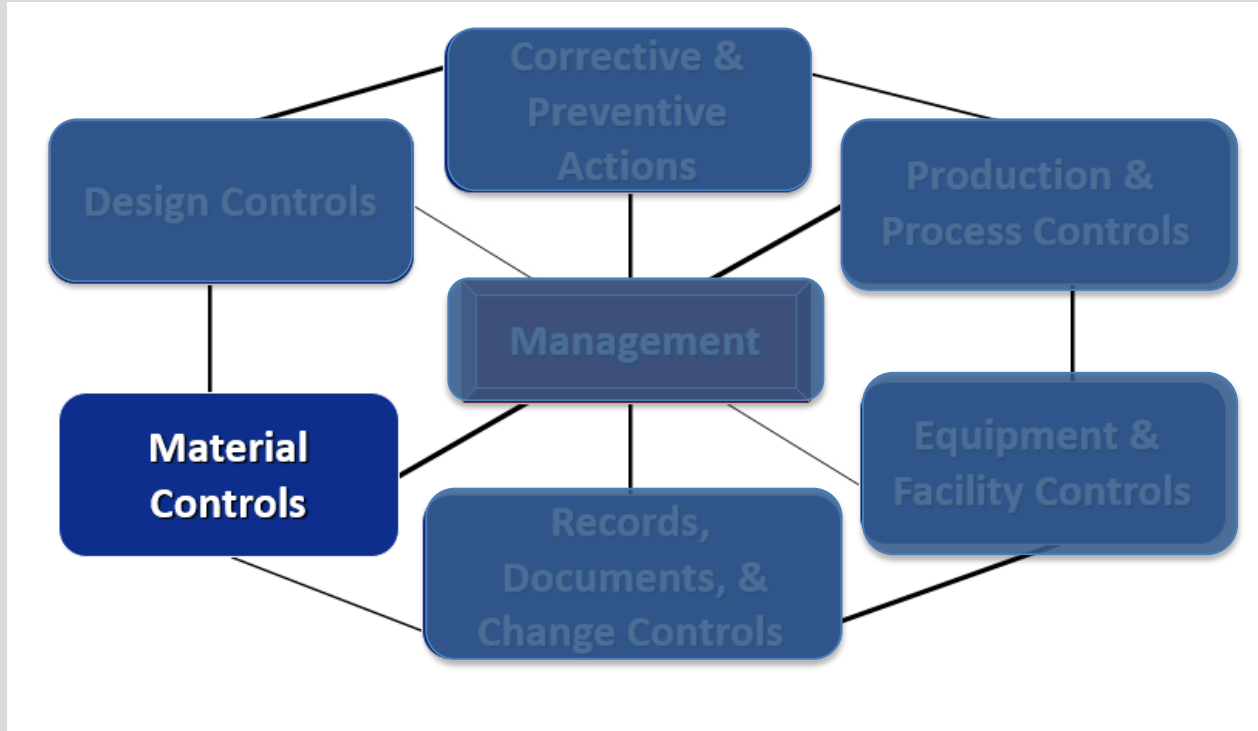 Corrective &
Preventive
Actions
Design Controls
Production &
Process Controls
Management
Material
Controls
Equipment &
Facility Controls
Records,
Documents, &
Change Controls